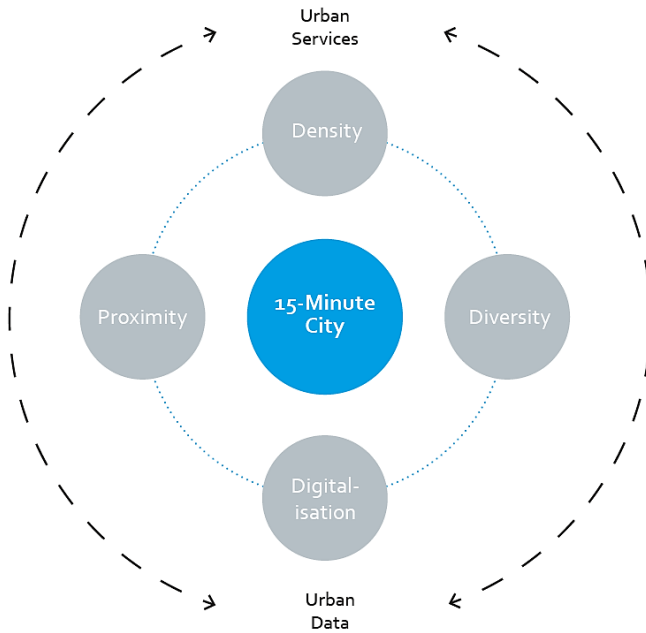 Urban
Services
Density
Proximity
15-Minute
City
Diversity
Digital-
isation
Urban
Data